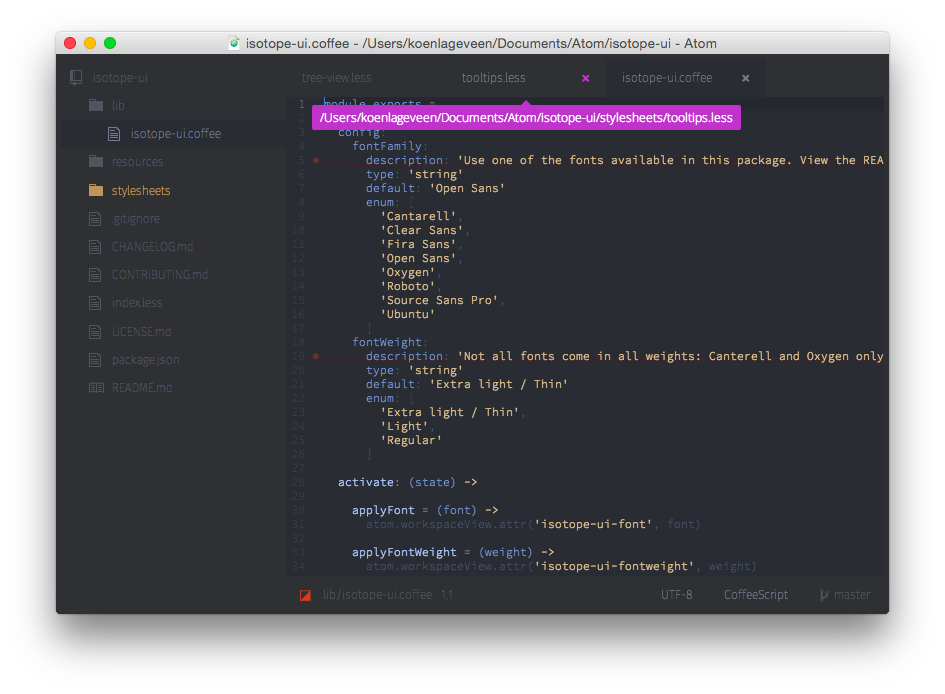 isotope-ui.coffee - /Users/koenlageveen/Documents/Atom/isotope-ui - Atom
isotope-ui
lib
isotope-ui.coffee
resources
stylesheets
.gitignore
CHANGELOG.md
CONTRIBUTING.md
index.less
LICENSE.md
package.json
README.md
tree-view.less
tooltips.less ×
isotope-ui.coffee ×
/Users/koenlageveen/Documents/Atom/isotope-ui/stylesheets/tooltips.less
1 module.exports =
2
3 config:
4 fontFamily:
5 description: 'Use one of the fonts available in this package. View the REA
6 type: 'string'
7 default: 'Open Sans'
8 enum: [
9 'Cantarell',
10 'Clear Sans',
11 'Fira Sans',
12 'Open Sans',
13 'Oxygen',
14 'Roboto',
15 'Source Sans Pro',
16 'Ubuntu'
17 ]
18 fontWeight:
19 description: 'Not all fonts come in all weights: Canterell and Oxygen only
20 type: 'string'
21 default: 'Extra light / Thin'
22 enum: [
23 'Extra light / Thin',
24 'Light',
25 'Regular'
26 ]
27
28 activate: (state) ->
29
30 applyFont = (font) ->
31 atom.workspaceView.attr('isotope-ui-font', font)
32
33 applyFontWeight = (weight) ->
34 atom.workspaceView.attr('isotope-ui-fontweight', weight)
lib/isotope-ui.coffee 1,1
UTF-8 CoffeeScript master